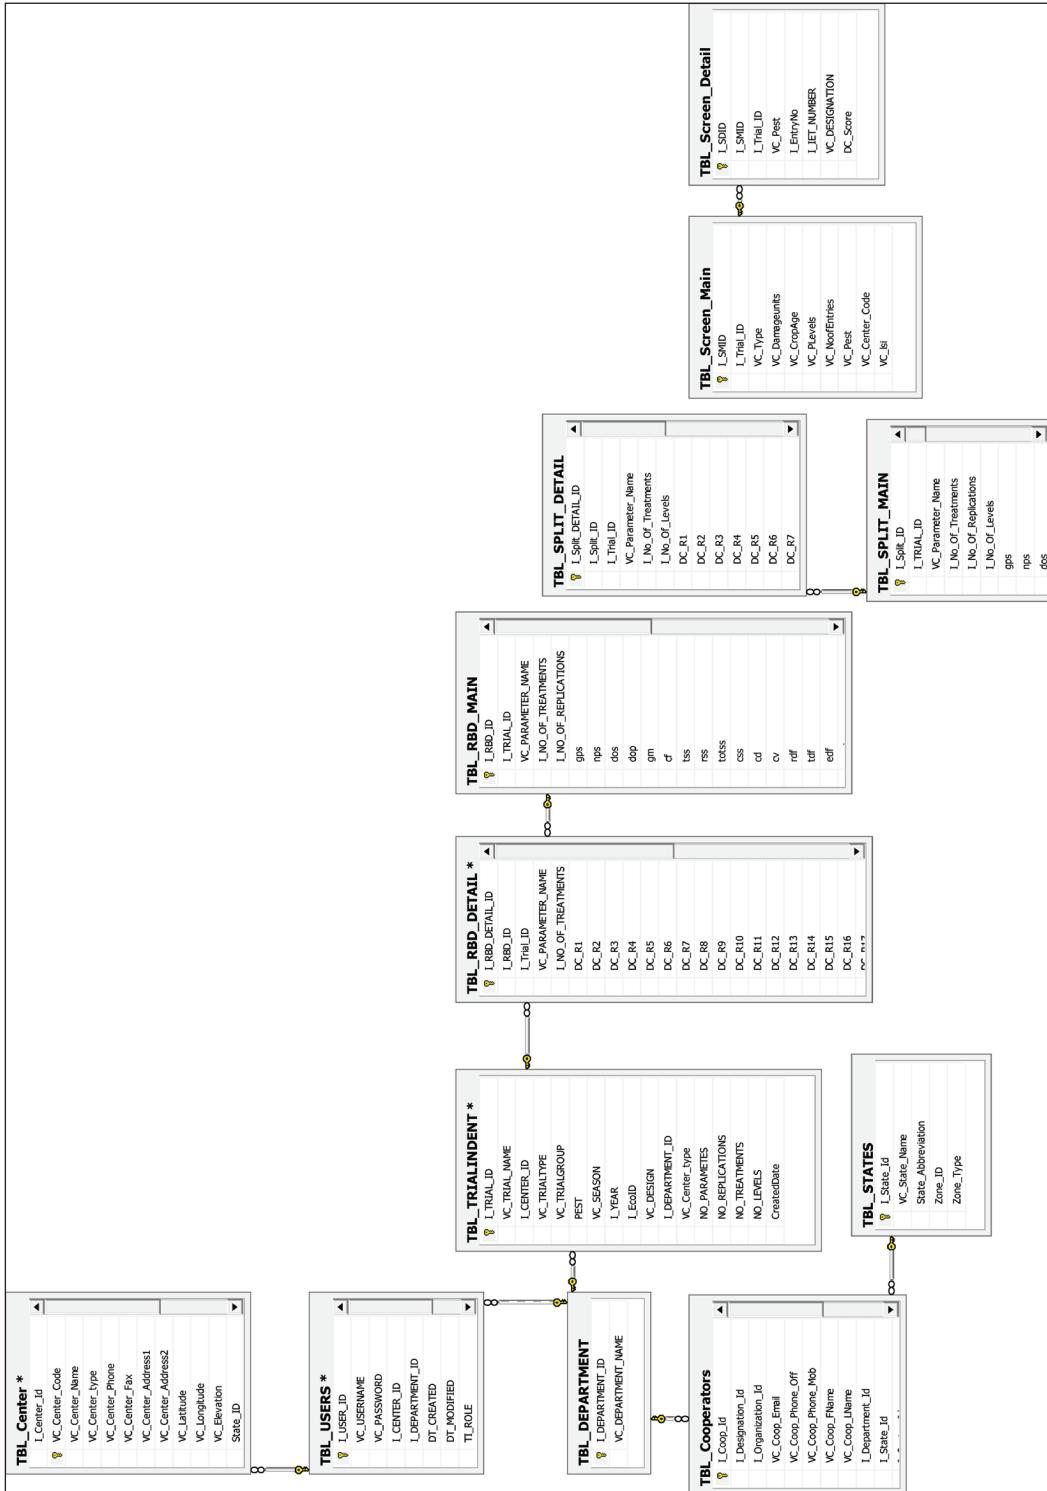 TBL_Center *
I_Center_Id
VC_Center_Code
VC_Center_Name
VC_Center_type
VC_Center_Phone
VC_Center_Fax
VC_Center_Address1
VC_Center_Address2
VC_Latitude
VC_Longitude
VC_Elevation
State_ID
TBL_USERS *
I_USER_ID
VC_USERNAME
VC_PASSWORD
I_CENTER_ID
I_DEPARTMENT_ID
DT_CREATED
DT_MODIFIED
TI_ROLE
TBL_DEPARTMENT
I_DEPARTMENT_ID
VC_DEPARTMENT_NAME
TBL_Cooperators
I_Coop_Id
I_Designation_Id
I_Organization_Id
VC_Coop_Email
VC_Coop_Phone_Off
VC_Coop_Phone_Mob
VC_Coop_FName
VC_Coop_LName
I_Department_Id
I_State_Id
TBL_TRIALINDENT *
I_TRIAL_ID
VC_TRIAL_NAME
I_CENTER_ID
VC_TRIALTYPE
VC_TRIALGROUP
PEST
VC_SEASON
I_YEAR
I_EcoID
VC_DESIGN
I_DEPARTMENT_ID
VC_Center_type
NO_PARAMETES
NO_REPLICATIONS
NO_TREATMENTS
NO_LEVELS
CreatedDate
TBL_STATES
I_State_Id
VC_State_Name
State_Abbreviation
Zone_ID
Zone_Type
TBL_RBD_DETAIL *
I_RBD_DETAIL_ID
I_RBD_ID
I_Trial_ID
VC_PARAMETER_NAME
I_NO_OF_TREATMENTS
DC_R1
DC_R2
DC_R3
DC_R4
DC_R5
DC_R6
DC_R7
DC_R8
DC_R9
DC_R10
DC_R11
DC_R12
DC_R13
DC_R14
DC_R15
DC_R16
DC_R17
TBL_RBD_MAIN
I_RBD_ID
I_TRIAL_ID
VC_PARAMETER_NAME
I_NO_OF_TREATMENTS
I_NO_OF_REPLICATIONS
gps
nps
dos
dop
gm
cf
tss
rss
totss
css
cd
cv
rdf
tdf
edf
TBL_SPLIT_DETAIL
I_Split_DETAIL_ID
I_Split_ID
I_Trial_ID
VC_Parameter_Name
I_No_Of_Treatments
I_No_Of_Levels
DC_R1
DC_R2
DC_R3
DC_R4
DC_R5
DC_R6
DC_R7
TBL_SPLIT_MAIN
I_Split_ID
I_TRIAL_ID
VC_Parameter_Name
I_No_Of_Treatments
I_No_Of_Replications
I_No_Of_Levels
gps
nps
dos
TBL_Screen_Main
I_SMID
I_Trial_ID
VC_Type
VC_Damageunits
VC_CropAge
VC_PLevels
VC_NoofEntries
VC_Pest
VC_Center_Code
VC_Isi
TBL_Screen_Detail
I_SDID
I_SMID
I_Trial_ID
VC_Pest
I_EntryNo
I_IET_NUMBER
VC_DESIGNATION
DC_Score